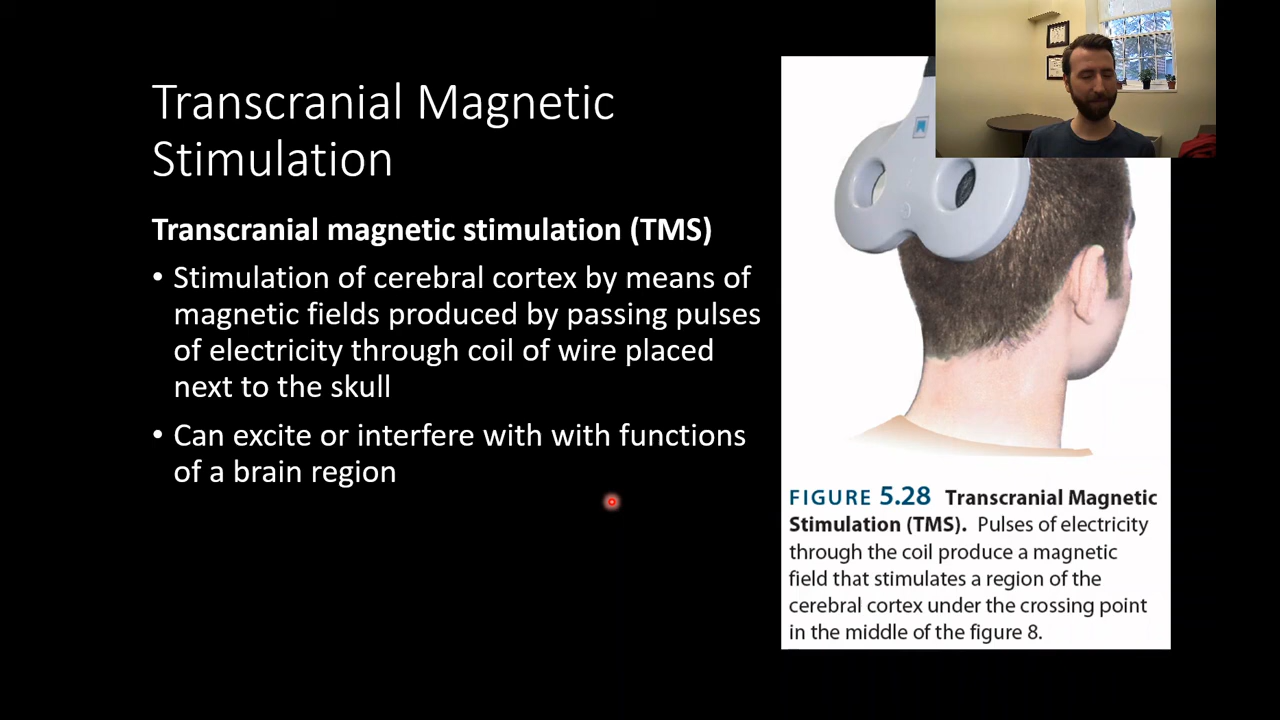 Transcranial Magnetic
Stimulation
Transcranial magnetic stimulation (TMS)
• Stimulation of cerebral cortex by means of
magnetic fields produced by passing pulses
of electricity through coil of wire placed
next to the skull
• Can excite or interfere with with functions
of a brain region
FIGURE 5.28 Transcranial Magnetic
Stimulation (TMS). Pulses of electricity
through the coil produce a magnetic
field that stimulates a region of the
cerebral cortex under the crossing point
in the middle of the figure 8.